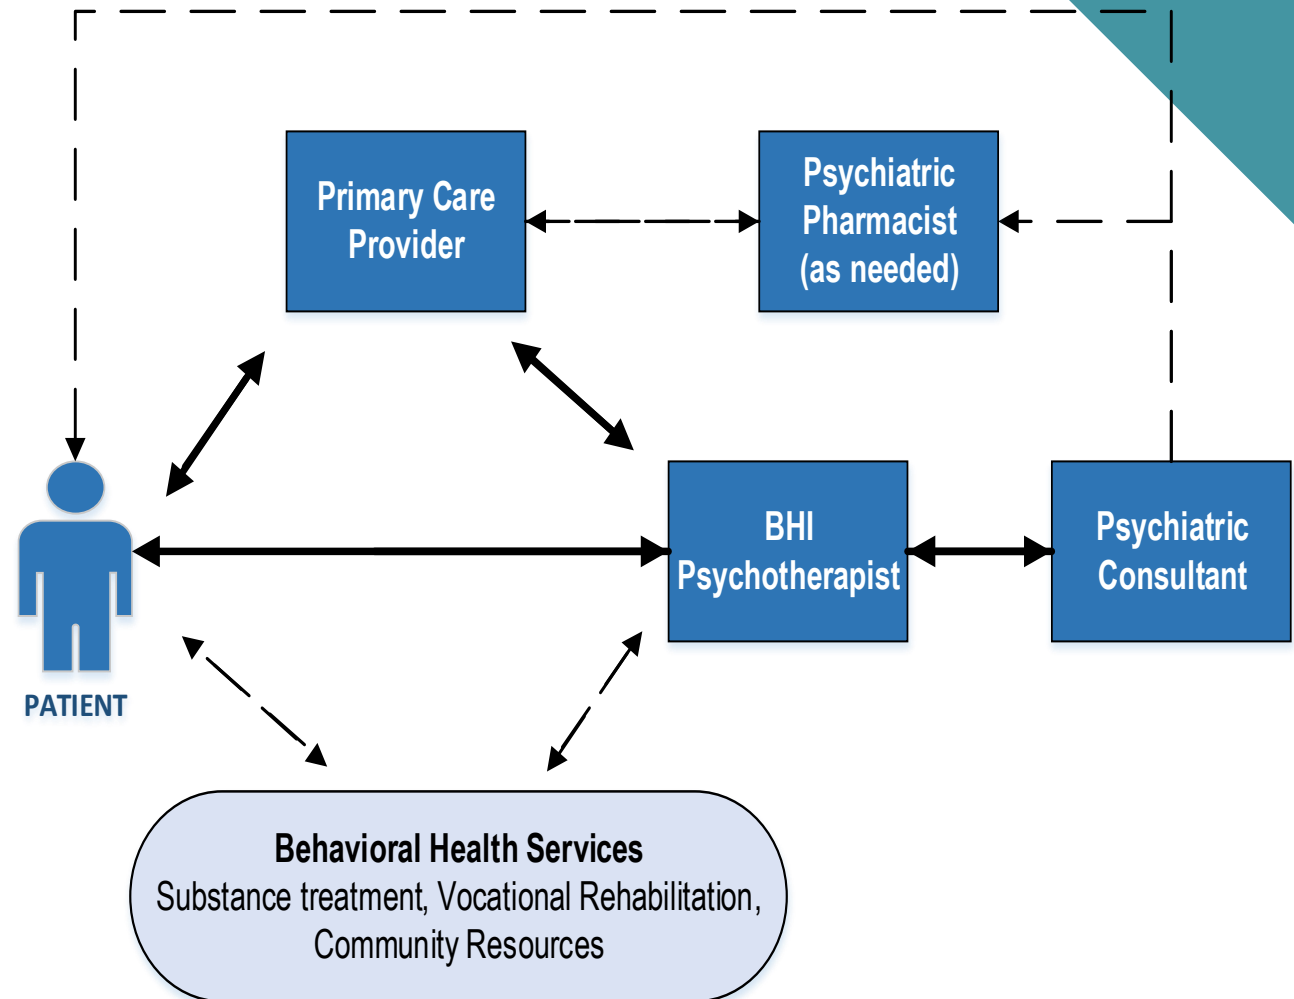 Primary Care
Provider
Psychiatric
Pharmacist
(as needed)
BHI
Psychotherapist
Psychiatric
Consultant
PATIENT
Behavioral Health Services
Substance treatment, Vocational Rehabilitation,
Community Resources